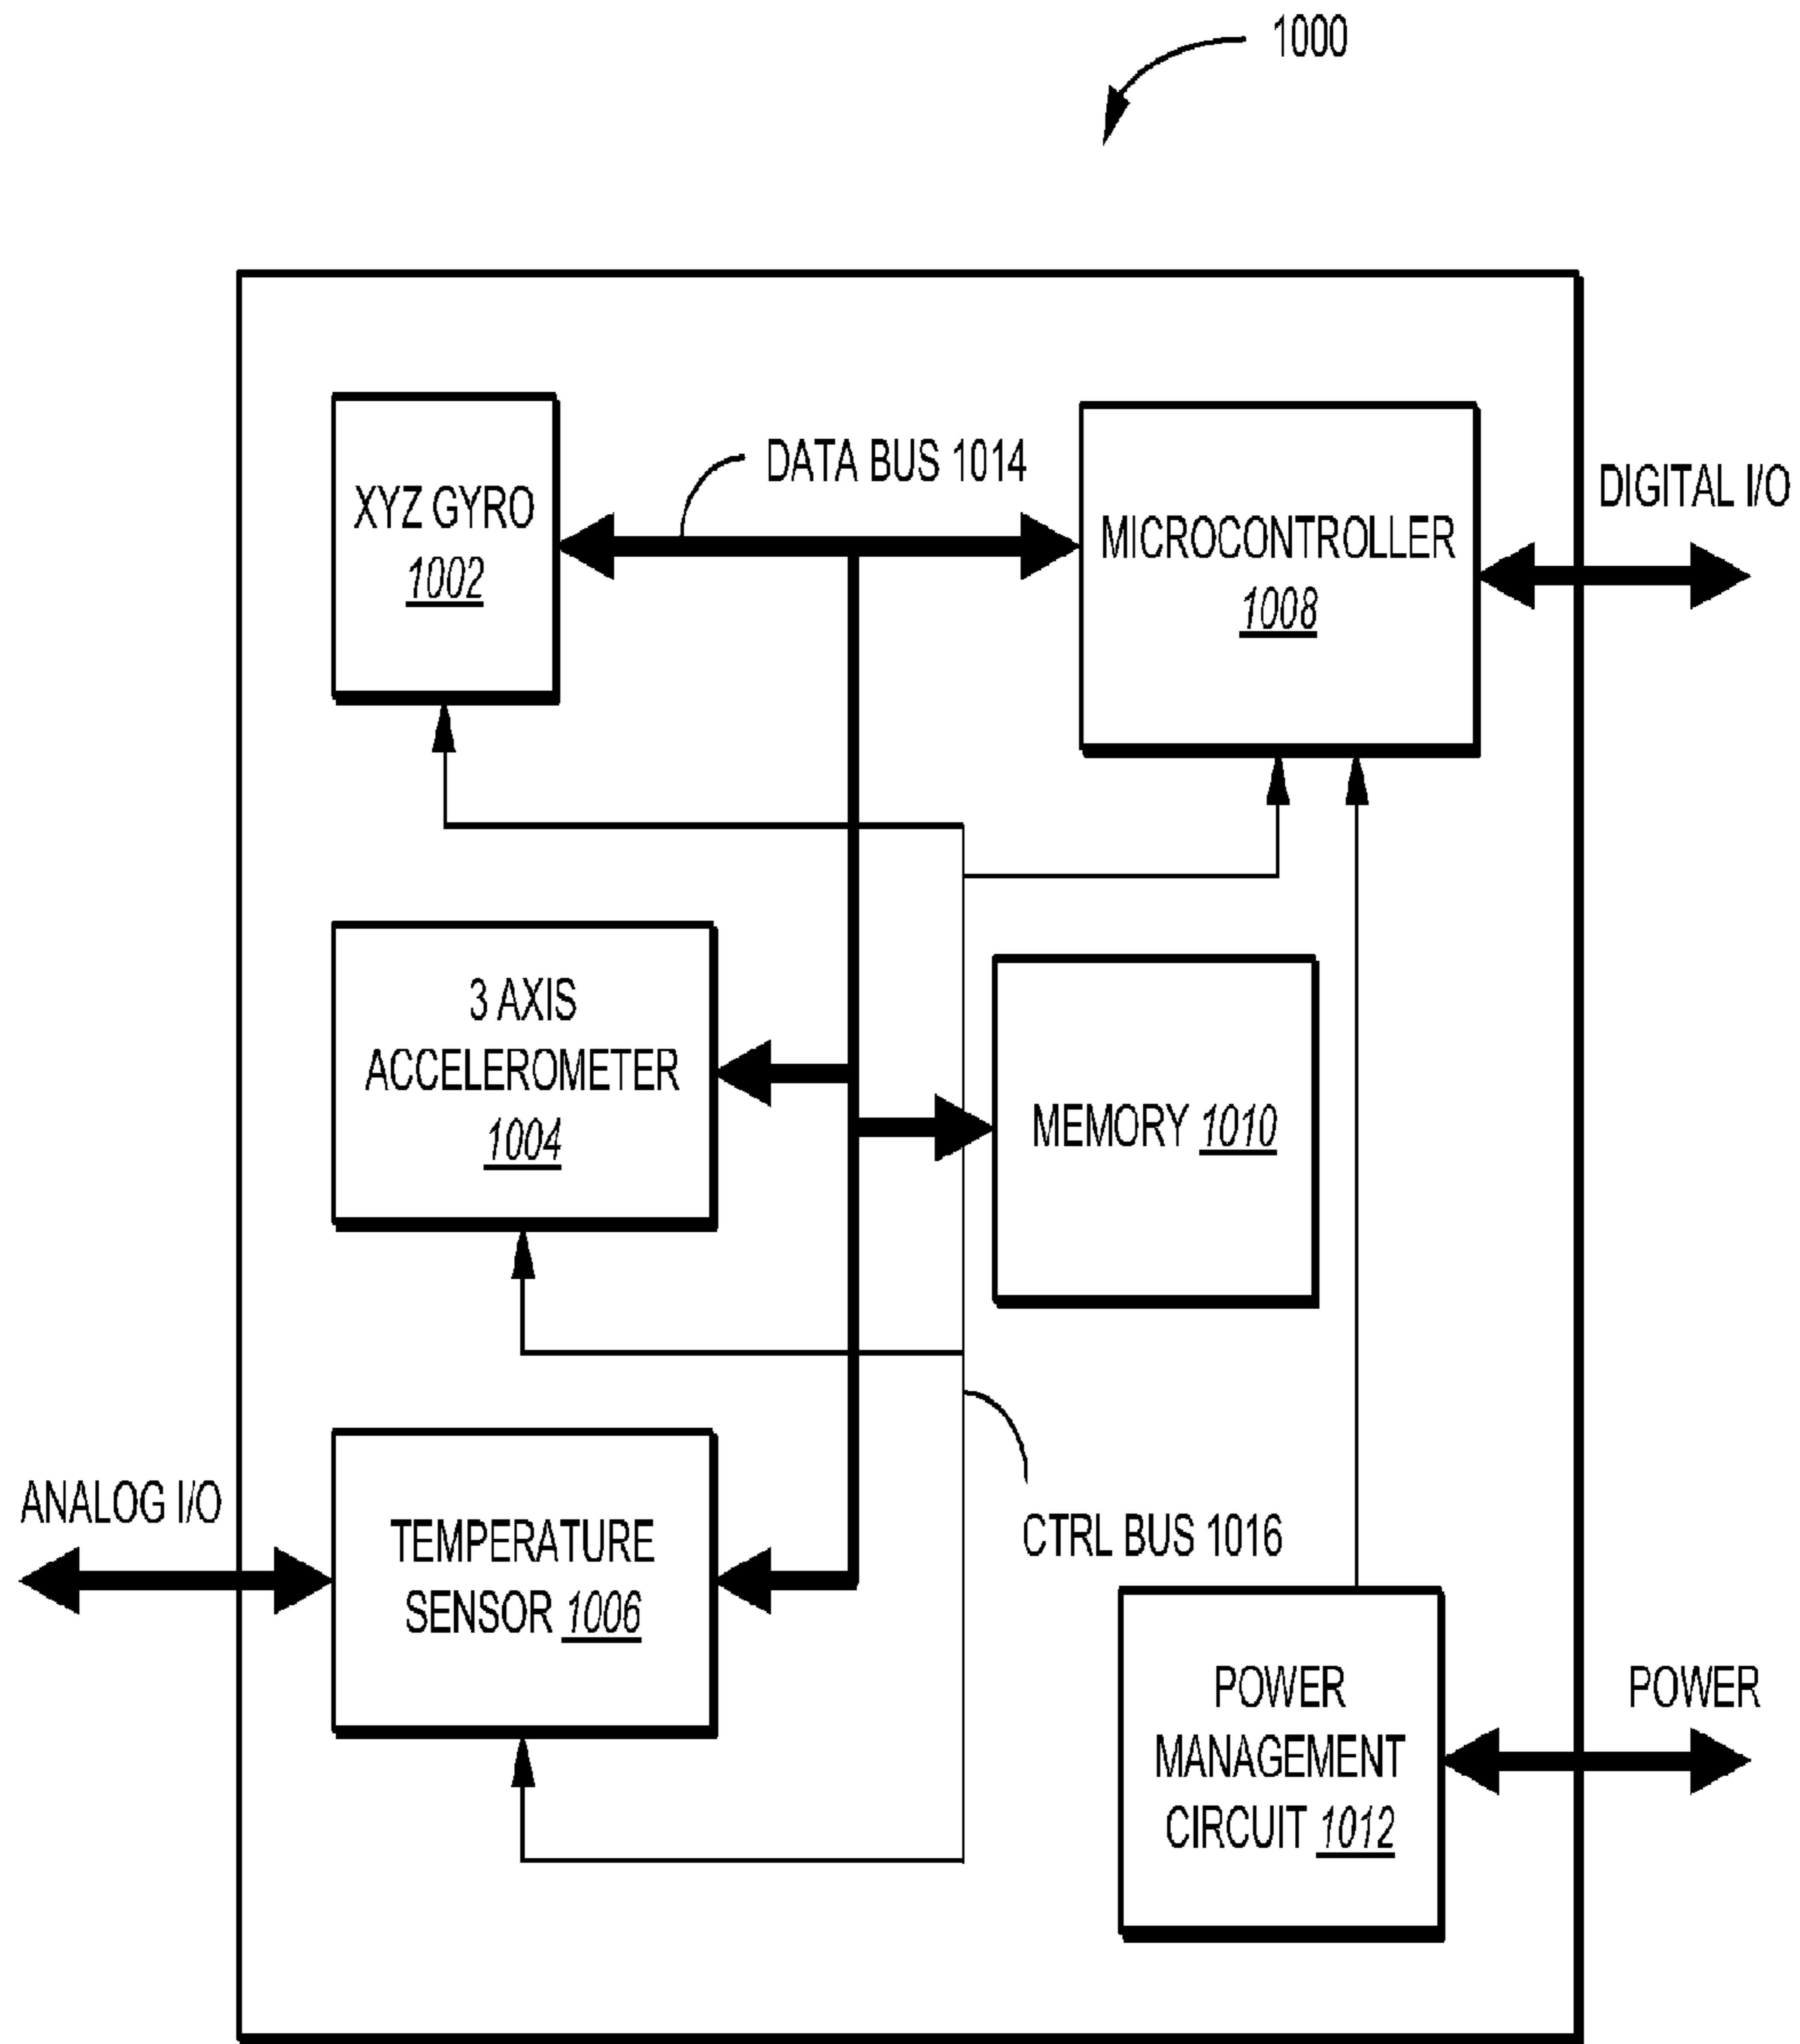 1000
XYZ GYRO
1002
DATA BUS 1014
MICROCONTROLLER
1008
DIGITAL I/O
3 AXIS
ACCELEROMETER
1004
MEMORY 1010
ANALOG I/O
TEMPERATURE
SENSOR 1006
CTRL BUS 1016
POWER
MANAGEMENT
CIRCUIT 1012
POWER